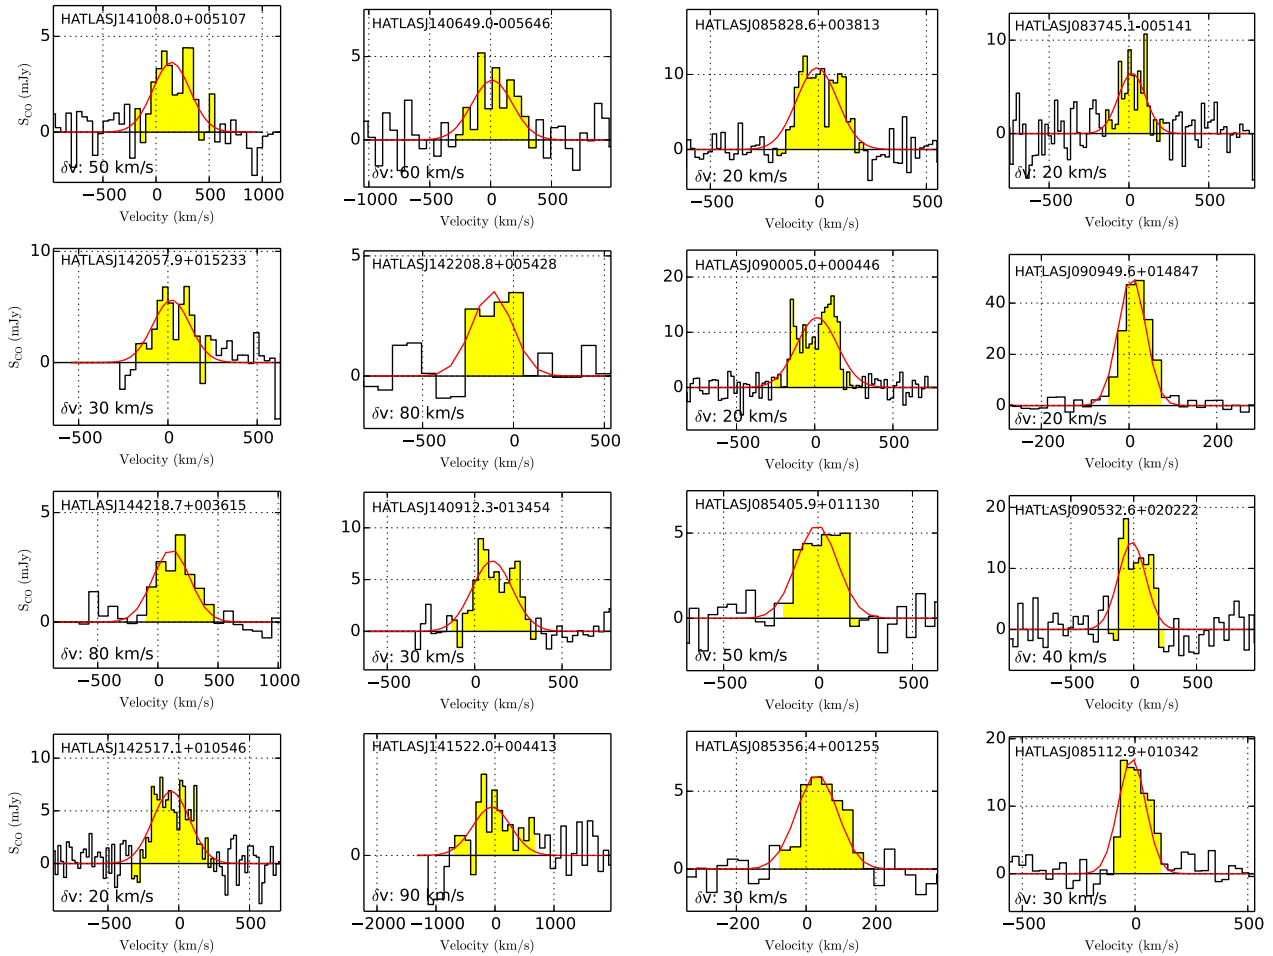 HATLASJ141008.0+005107
5
0
S_CO (mJy)
δv: 50 km/s
−500 0 500 1000
Velocity (km/s)
HATLASJ140649.0-005646
5
0
δv: 60 km/s
−1000 −500 0 500
Velocity (km/s)
HATLASJ085828.6+003813
10
0
δv: 20 km/s
−500 0 500
Velocity (km/s)
HATLASJ083745.1-005141
10
5
0
δv: 20 km/s
−500 0 500
Velocity (km/s)
HATLASJ142057.9+015233
10
5
0
S_CO (mJy)
δv: 30 km/s
−500 0 500
Velocity (km/s)
HATLASJ142208.8+005428
5
0
δv: 80 km/s
−500 0 500
Velocity (km/s)
HATLASJ090005.0+000446
20
10
0
δv: 20 km/s
−500 0 500
Velocity (km/s)
HATLASJ090949.6+014847
40
20
0
δv: 20 km/s
−200 0 200
Velocity (km/s)
HATLASJ144218.7+003615
5
0
S_CO (mJy)
δv: 80 km/s
−500 0 500 1000
Velocity (km/s)
HATLASJ140912.3-013454
10
5
0
δv: 30 km/s
−500 0 500
Velocity (km/s)
HATLASJ085405.9+011130
5
0
δv: 50 km/s
−500 0 500
Velocity (km/s)
HATLASJ090532.6+020222
20
10
0
δv: 40 km/s
−500 0 500
Velocity (km/s)
HATLASJ142517.1+010546
10
5
0
S_CO (mJy)
δv: 20 km/s
−500 0 500
Velocity (km/s)
HATLASJ141522.0+004413
5
0
δv: 90 km/s
−2000 −1000 0 1000
Velocity (km/s)
HATLASJ085356.4+001255
5
0
δv: 30 km/s
−200 0 200
Velocity (km/s)
HATLASJ085112.9+010342
20
10
0
δv: 30 km/s
−500 0 500
Velocity (km/s)